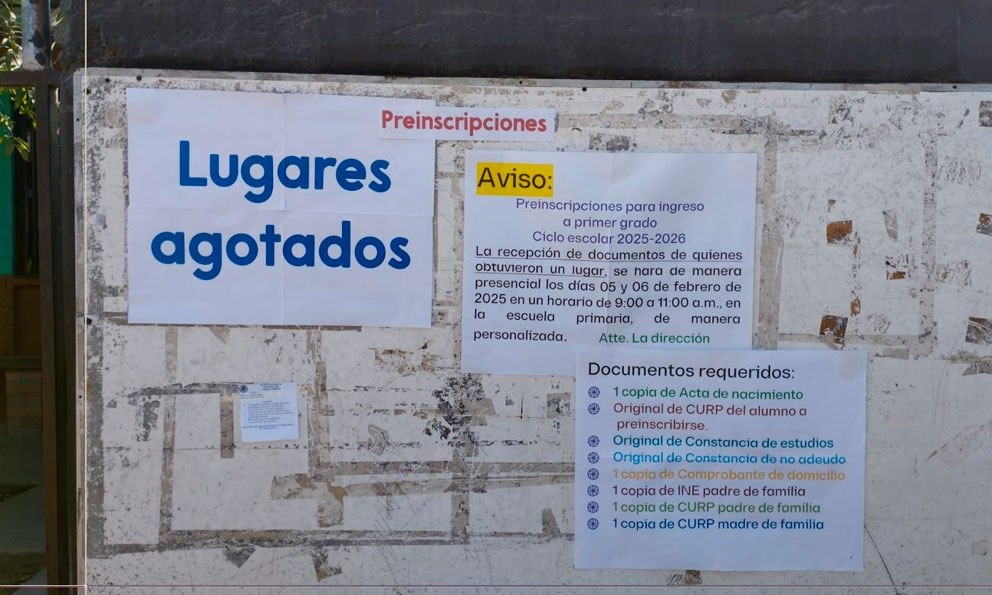 Preinscripciones
Lugares
agotados
Aviso:
Preinscripciones para ingreso
a primer grado
Ciclo escolar 2025-2026
La recepción de documentos de quienes
obtuvieron un lugar, se hara de manera
presencial los días 05 y 06 de febrero de
2025 en un horario de 9:00 a 11:00 a.m., en
la escuela primaria, de manera
personalizada. Atte. La dirección
Documentos requeridos:
1 copia de Acta de nacimiento
Original de CURP del alumno a
preinscribirse.
Original de Constancia de estudios
Original de Constancia de no adeudo
1 copia de Comprobante de domicilio
1 copia de INE padre de familia
1 copia de CURP padre de familia
1 copia de CURP madre de familia